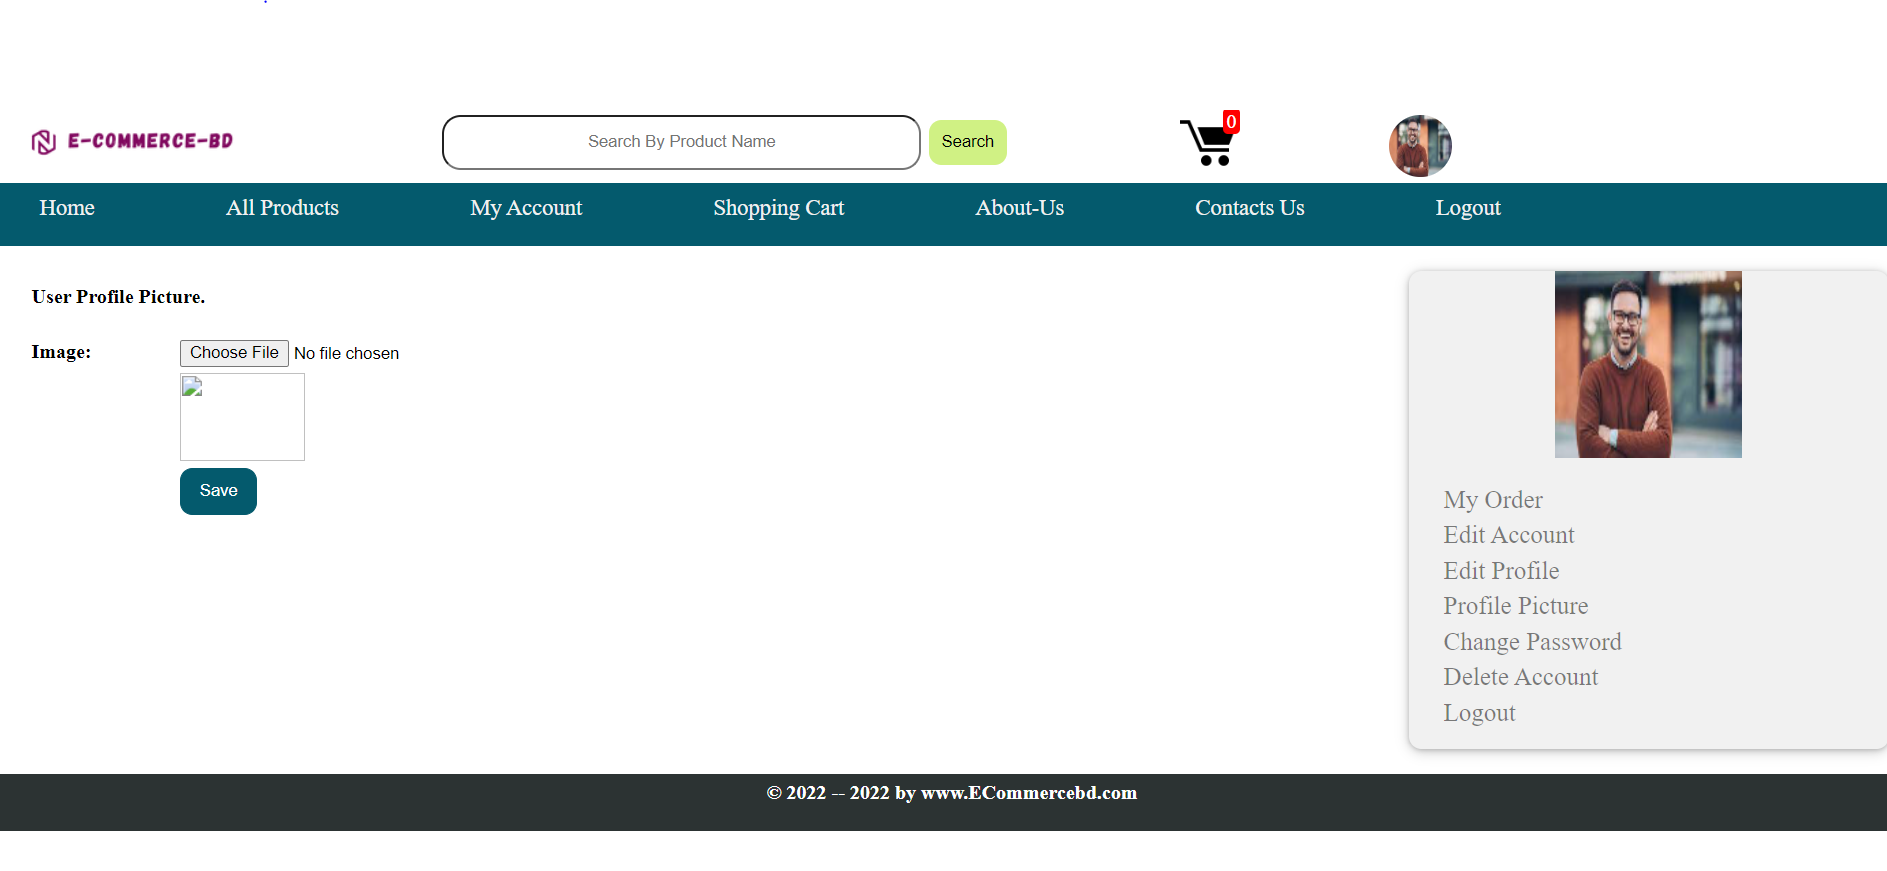 E-COMMERCE-BD
Search By Product Name
Search
0
Home
All Products
My Account
Shopping Cart
About-Us
Contacts Us
Logout
User Profile Picture.
Image:
Choose File No file chosen
Save
My Order
Edit Account
Edit Profile
Profile Picture
Change Password
Delete Account
Logout
© 2022 -- 2022 by www.ECommercebd.com